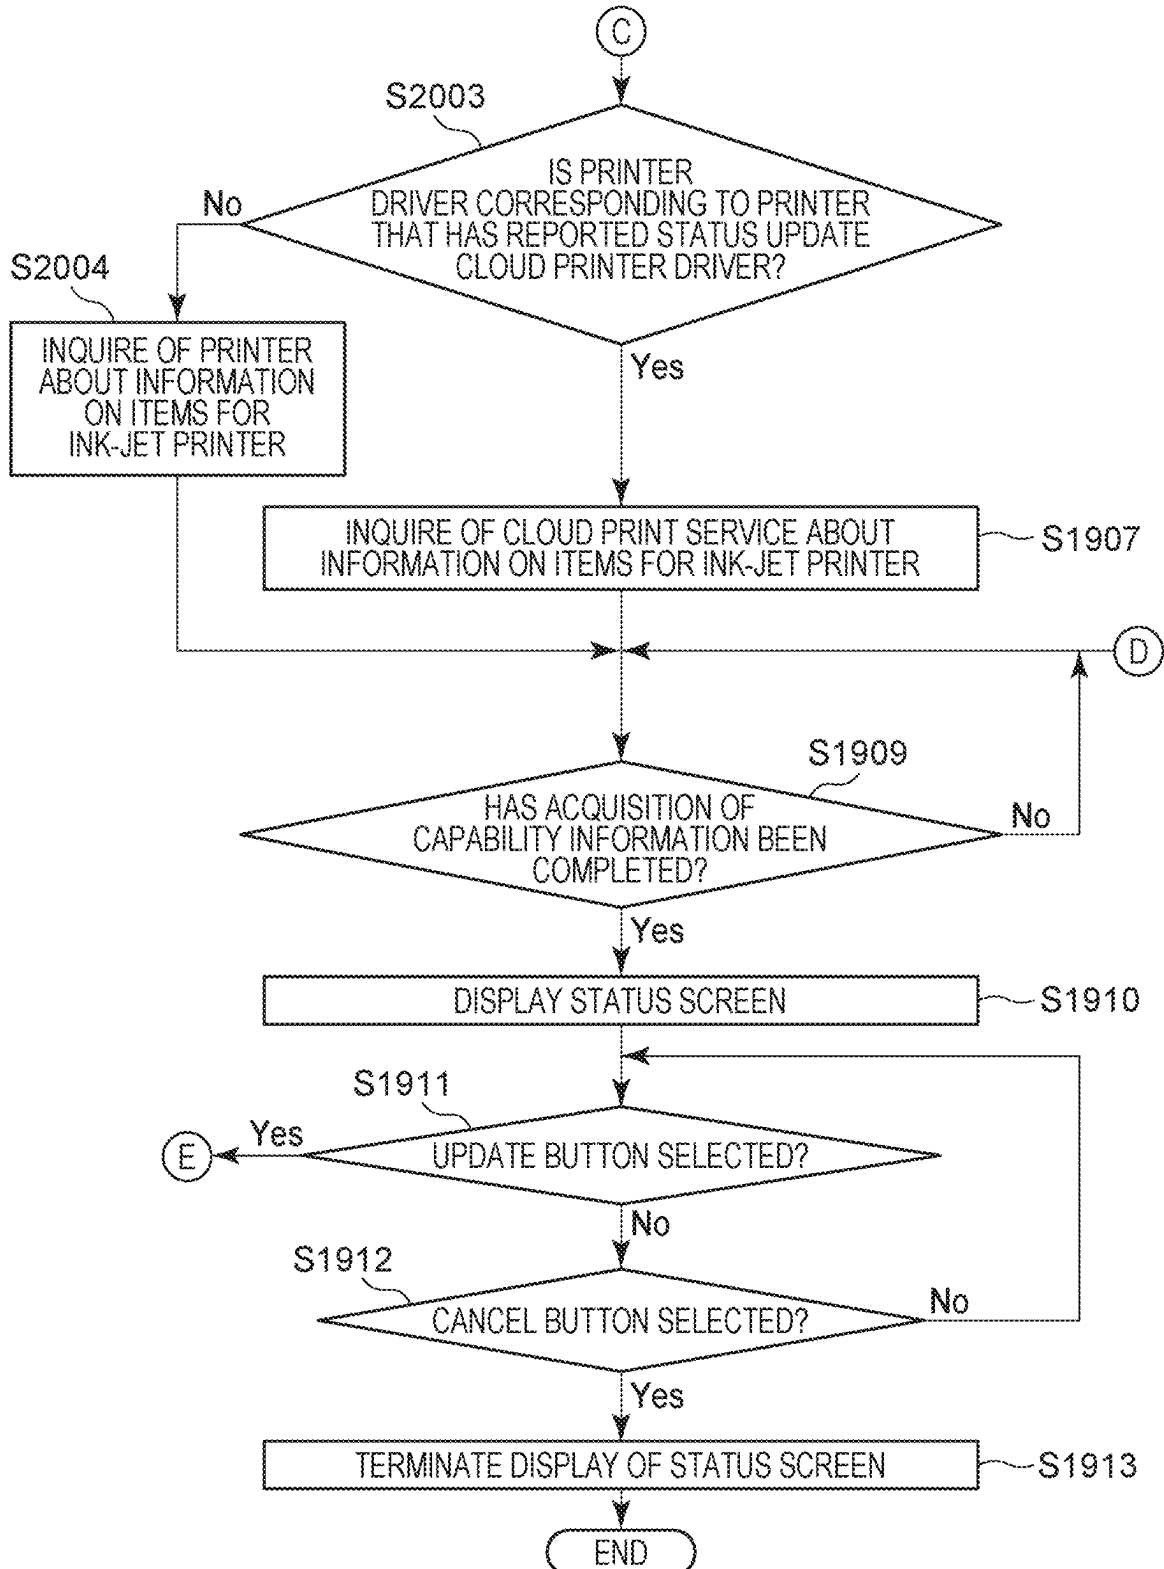 C
S2003
IS PRINTER
DRIVER CORRESPONDING TO PRINTER
THAT HAS REPORTED STATUS UPDATE
CLOUD PRINTER DRIVER?
No
S2004
INQUIRE OF PRINTER
ABOUT INFORMATION
ON ITEMS FOR
INK-JET PRINTER
Yes
INQUIRE OF CLOUD PRINT SERVICE ABOUT
INFORMATION ON ITEMS FOR INK-JET PRINTER
S1907
D
S1909
HAS ACQUISITION OF
CAPABILITY INFORMATION BEEN
COMPLETED?
No
Yes
DISPLAY STATUS SCREEN
S1910
S1911
E
Yes
UPDATE BUTTON SELECTED?
No
S1912
CANCEL BUTTON SELECTED?
No
Yes
TERMINATE DISPLAY OF STATUS SCREEN
S1913
END